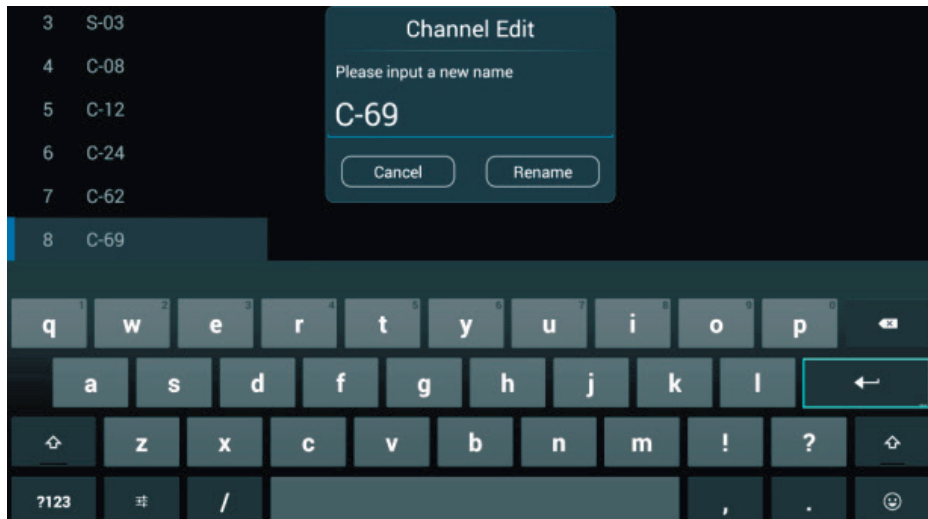 3 S-03
4 C-08
5 C-12
6 C-24
7 C-62
8 C-69
Channel Edit
Please input a new name
C-69
Cancel Rename
1 2 3 4 5 6 7 8 9 0
q w e r t y u i o p
a s d f g h j k l
z x c v b n m ! ?
?123 / , .